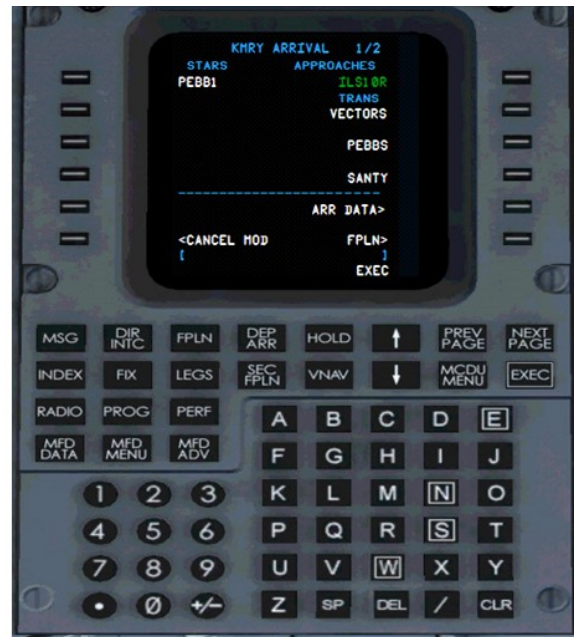 KMRY ARRIVAL 1/2
STARS APPROACHES
PEBB1 ILS10R
TRANS
VECTORS
PEBBS
SANTY
ARR DATA>
<CANCEL MOD FPLN>
[ ]
EXEC
MSG DIR INTC FPLN DEP ARR HOLD ↑ PREV PAGE NEXT PAGE
INDEX FIX LEGS SEC FPLN VNAV ↓ MCDU MENU EXEC
RADIO PROG PERF
MFD DATA MFD MENU MFD ADV
A B C D E
F G H I J
1 2 3 K L M N O
4 5 6 P Q R S T
7 8 9 U V W X Y
• Ø +/- Z SP DEL / CLR